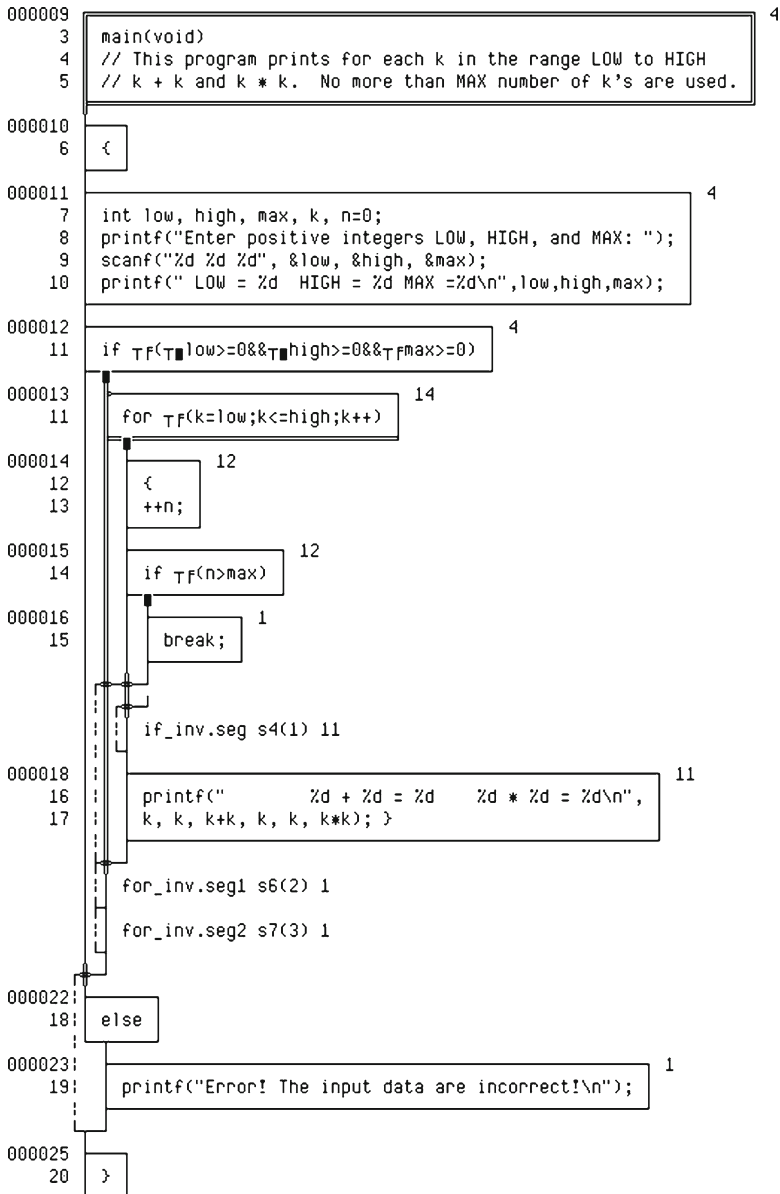 000009 4
3 main(void)
4 // This program prints for each k in the range LOW to HIGH
5 // k + k and k * k. No more than MAX number of k's are used.
000010
6 {
000011 4
7 int low, high, max, k, n=0;
8 printf("Enter positive integers LOW, HIGH, and MAX: ");
9 scanf("%d %d %d", &low, &high, &max);
10 printf(" LOW = %d HIGH = %d MAX =%d\n",low,high,max);
000012 4
11 if TF(T■low>=0&&T■high>=0&&TFmax>=0)
000013 14
11 for TF(k=low;k<=high;k++)
000014 12
12 {
13 ++n;
000015 12
14 if TF(n>max)
000016 1
15 break;
if_inv.seg s4(1) 11
000018 11
16 printf(" %d + %d = %d %d * %d = %d\n",
17 k, k, k+k, k, k, k*k); }
for_inv.seg1 s6(2) 1
for_inv.seg2 s7(3) 1
000022
18 else
000023 1
19 printf("Error! The input data are incorrect!\n");
000025
20 }